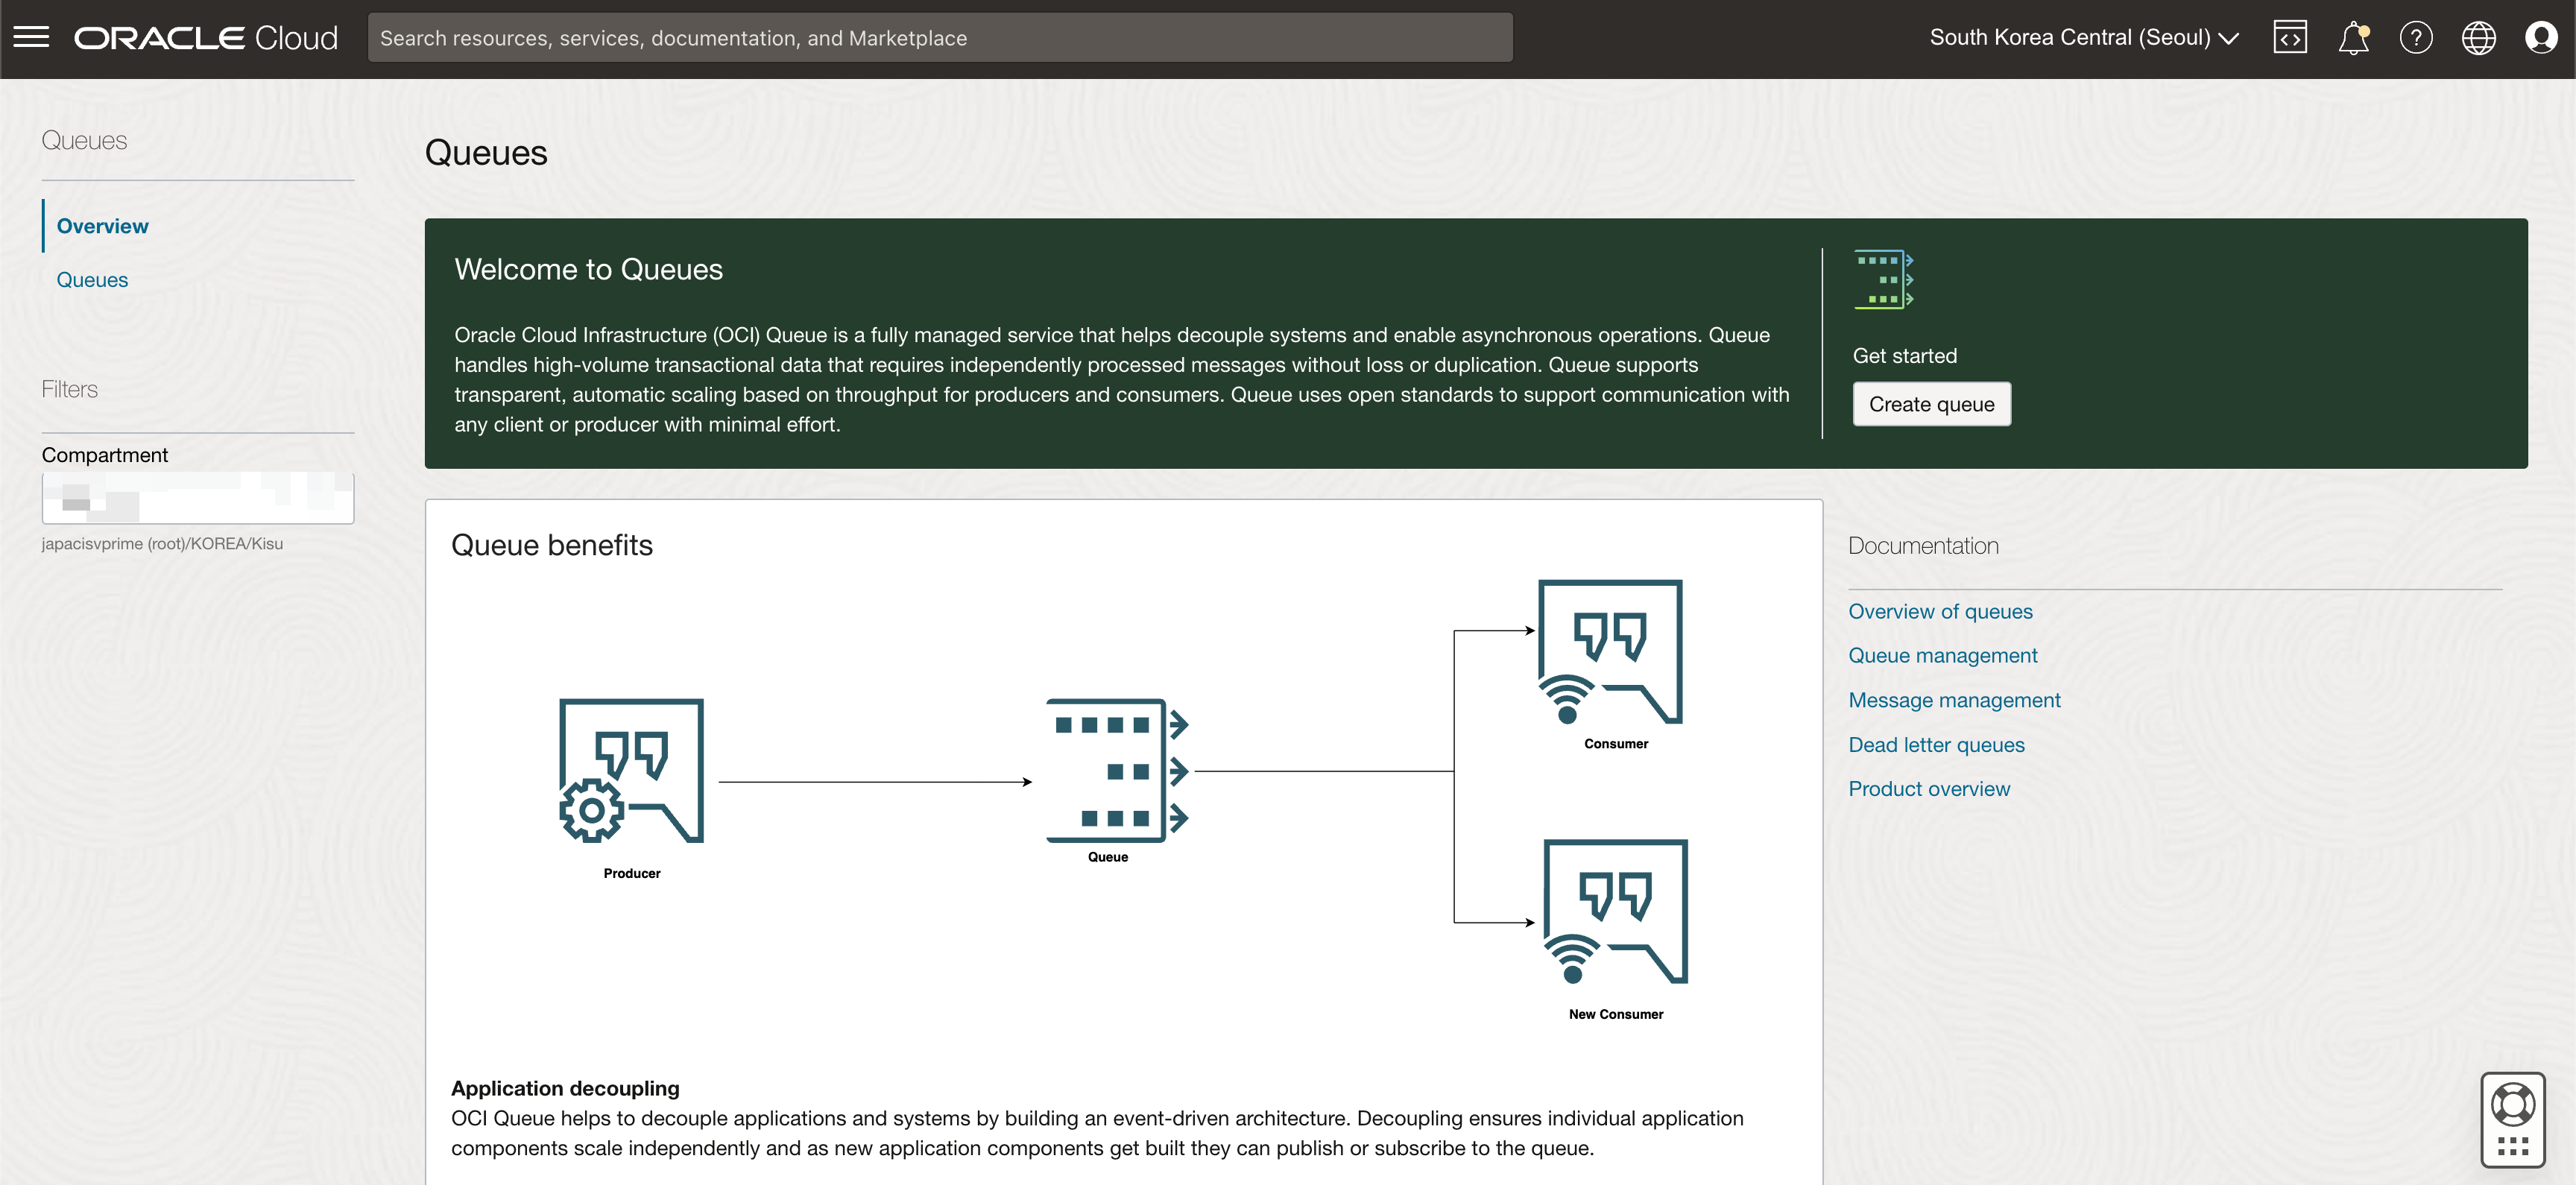 ORACLE Cloud
Search resources, services, documentation, and Marketplace
South Korea Central (Seoul)
Queues
Overview
Queues
Filters
Compartment
japacisvprime (root)/KOREA/Kisu
Queues
Welcome to Queues
Oracle Cloud Infrastructure (OCI) Queue is a fully managed service that helps decouple systems and enable asynchronous operations. Queue
handles high-volume transactional data that requires independently processed messages without loss or duplication. Queue supports
transparent, automatic scaling based on throughput for producers and consumers. Queue uses open standards to support communication with
any client or producer with minimal effort.
Get started
Create queue
Queue benefits
Producer
Queue
Consumer
New Consumer
Application decoupling
OCI Queue helps to decouple applications and systems by building an event-driven architecture. Decoupling ensures individual application
components scale independently and as new application components get built they can publish or subscribe to the queue.
Documentation
Overview of queues
Queue management
Message management
Dead letter queues
Product overview